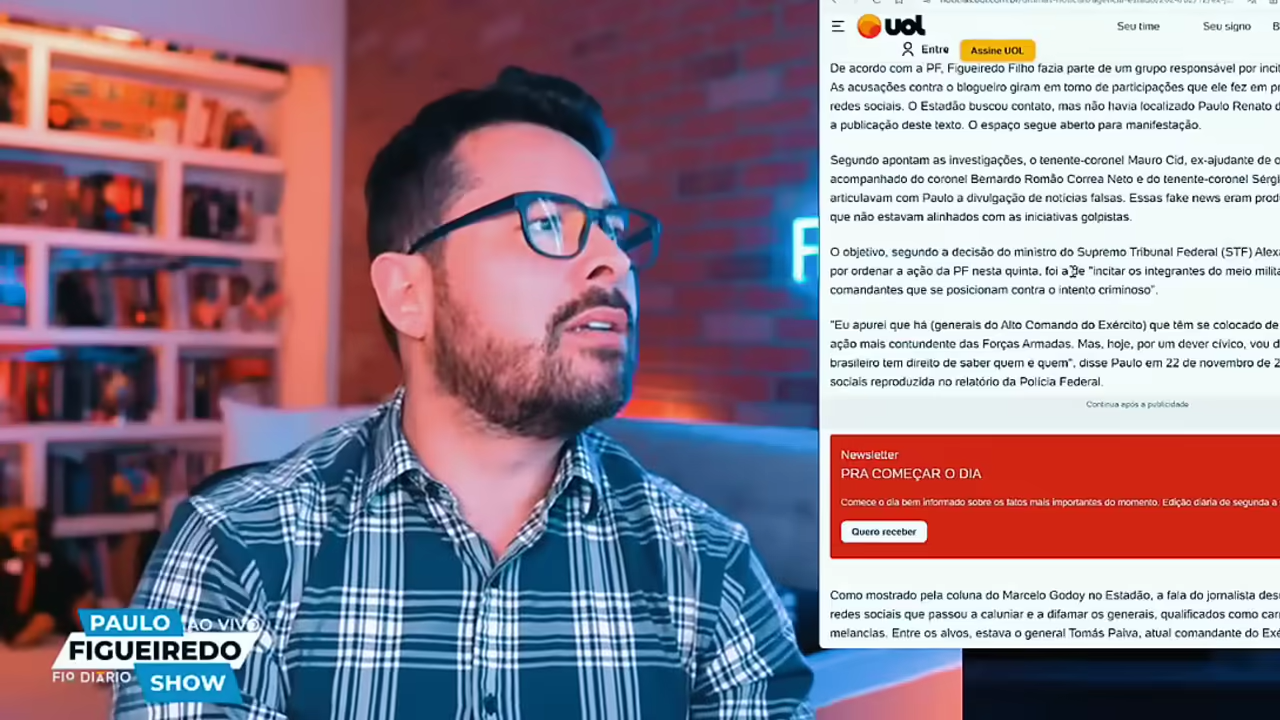 uol
Seu time
Seu signo
B
Entre
Assine UOL
De acordo com a PF, Figueiredo Filho fazia parte de um grupo responsável por incit
As acusações contra o blogueiro giram em torno de participações que ele fez em pr
redes sociais. O Estadão buscou contato, mas não havia localizado Paulo Renato d
a publicação deste texto. O espaço segue aberto para manifestação.
Segundo apontam as investigações, o tenente-coronel Mauro Cid, ex-ajudante de o
acompanhado do coronel Bernardo Romão Correa Neto e do tenente-coronel Sérgi
articulavam com Paulo a divulgação de notícias falsas. Essas fake news eram prod
que não estavam alinhados com as iniciativas golpistas.
O objetivo, segundo a decisão do ministro do Supremo Tribunal Federal (STF) Alexa
por ordenar a ação da PF nesta quinta, foi a de "incitar os integrantes do meio milita
comandantes que se posicionam contra o intento criminoso".
"Eu apurei que há (generais do Alto Comando do Exército) que têm se colocado de
ação mais contundente das Forças Armadas. Mas, hoje, por um dever cívico, vou d
brasileiro tem direito de saber quem é quem", disse Paulo em 22 de novembro de 2
sociais reproduzida no relatório da Polícia Federal.
Continua após a publicidade
Newsletter
PRA COMEÇAR O DIA
Comece o dia bem informado sobre os fatos mais importantes do momento. Edição diária de segunda a
Quero receber
Como mostrado pela coluna do Marcelo Godoy no Estadão, a fala do jornalista des
redes sociais que passou a caluniar e a difamar os generais, qualificados como
melancias. Entre os alvos, estava o general Tomás Paiva, atual comandante do Exé
F
PAULO
AO VIVO
FIGUEIREDO
DIÁRIO
SHOW